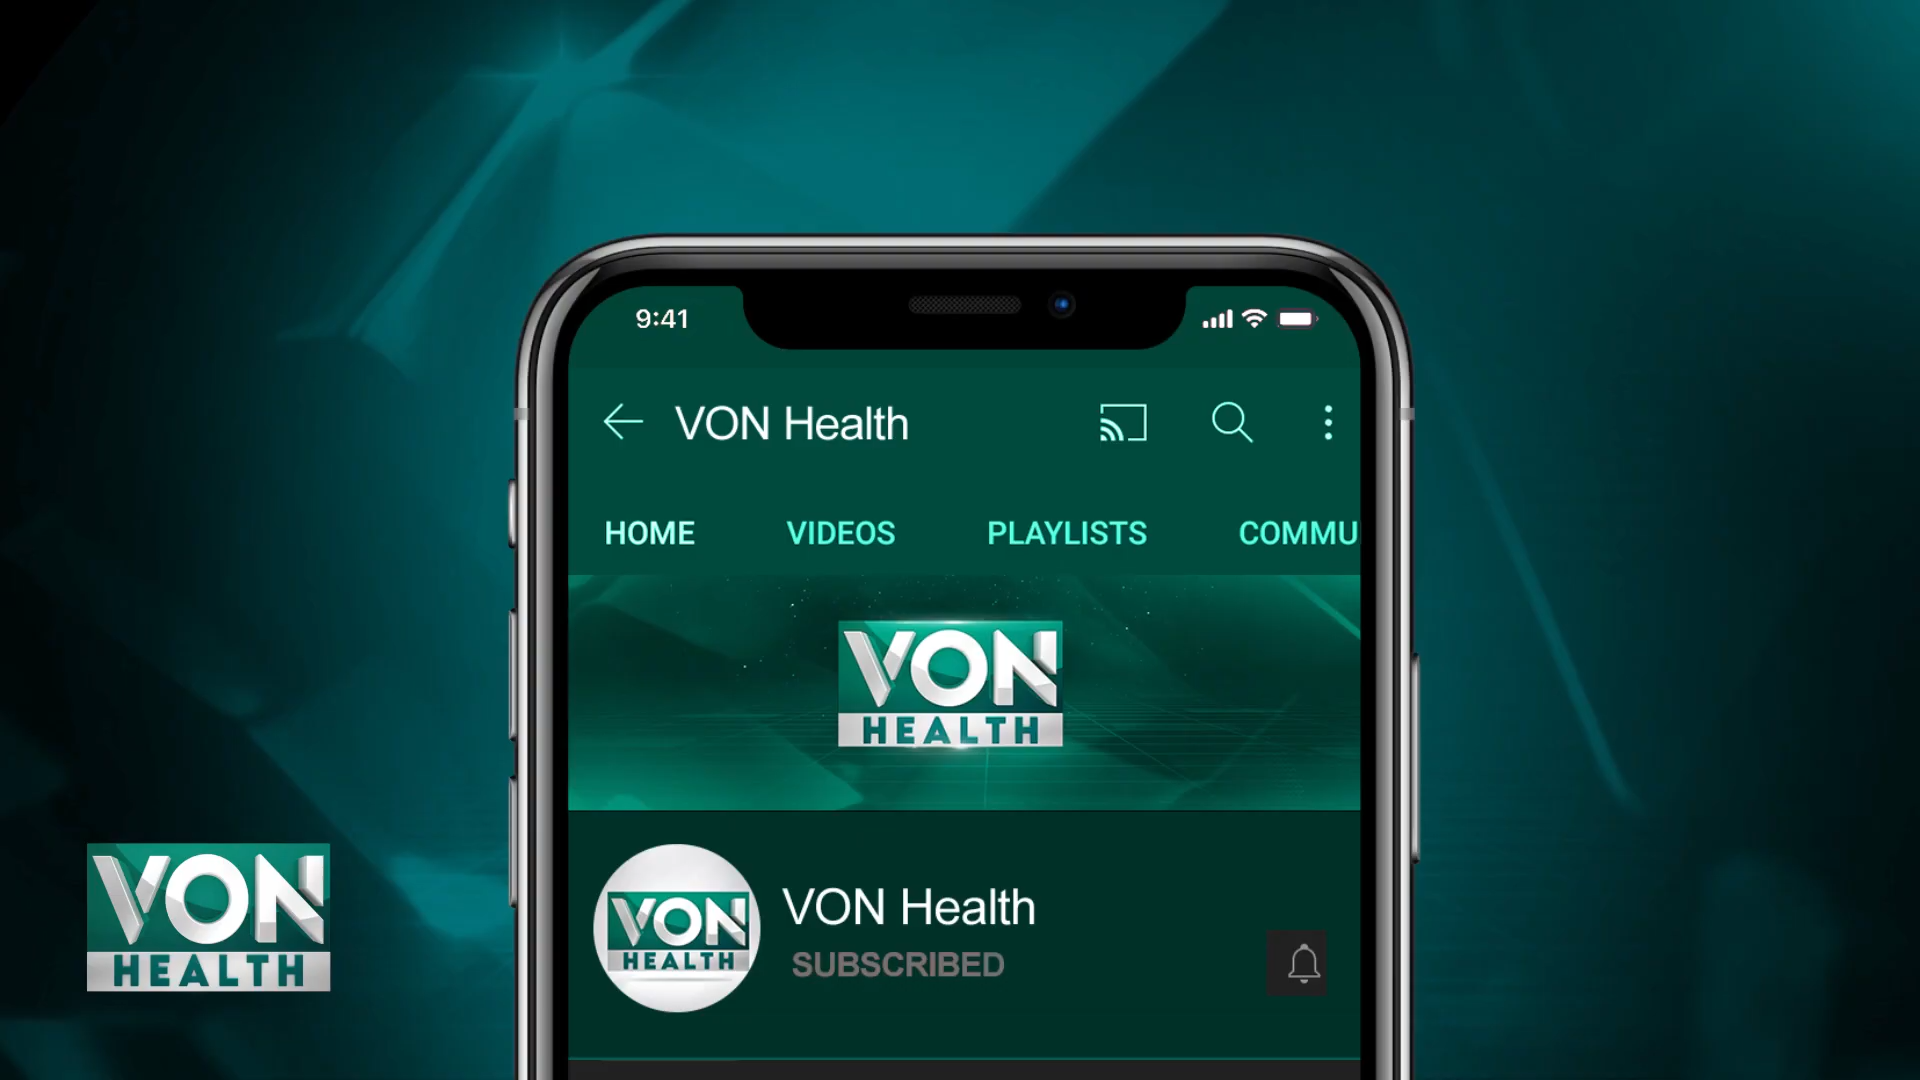 9:41
VON Health
HOME VIDEOS PLAYLISTS COMMU
VON
HEALTH
VON Health
SUBSCRIBED
VON
HEALTH
VON
HEALTH